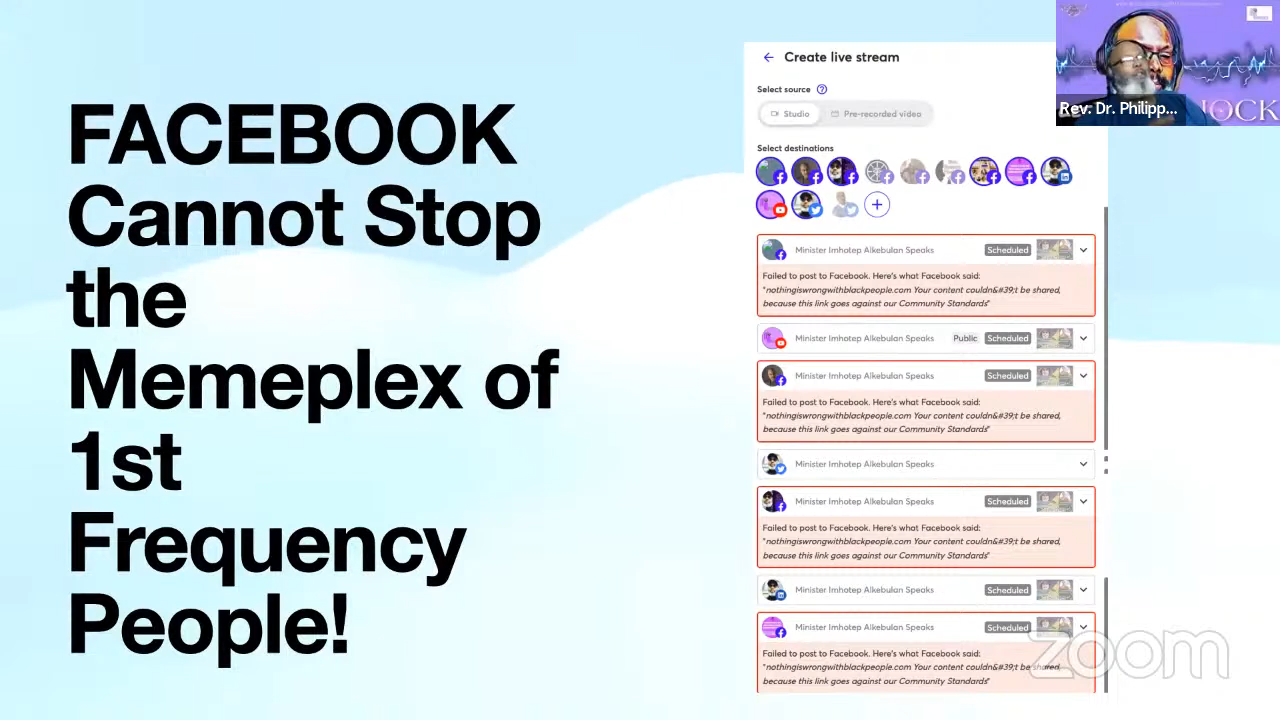 FACEBOOK
Cannot Stop
the
Memeplex of
1st
Frequency
People!
Create live stream
Select source ?
Studio
Pre-recorded video
Select destinations
Minister Imhotep Alkebulan Speaks Scheduled
Failed to post to Facebook. Here's what Facebook said:
"nothingiswrongwithblackpeople.com Your content couldn&#39;t be shared,
because this link goes against our Community Standards"
Minister Imhotep Alkebulan Speaks Public Scheduled
Minister Imhotep Alkebulan Speaks Scheduled
Failed to post to Facebook. Here's what Facebook said:
"nothingiswrongwithblackpeople.com Your content couldn&#39;t be shared,
because this link goes against our Community Standards"
Minister Imhotep Alkebulan Speaks
Minister Imhotep Alkebulan Speaks Scheduled
Failed to post to Facebook. Here's what Facebook said:
"nothingiswrongwithblackpeople.com Your content couldn&#39;t be shared,
because this link goes against our Community Standards"
Minister Imhotep Alkebulan Speaks Scheduled
Minister Imhotep Alkebulan Speaks Scheduled
Failed to post to Facebook. Here's what Facebook said:
"nothingiswrongwithblackpeople.com Your content couldn&#39;t be shared,
because this link goes against our Community Standards"
Rev. Dr. Philipp...
JOCK
zoom